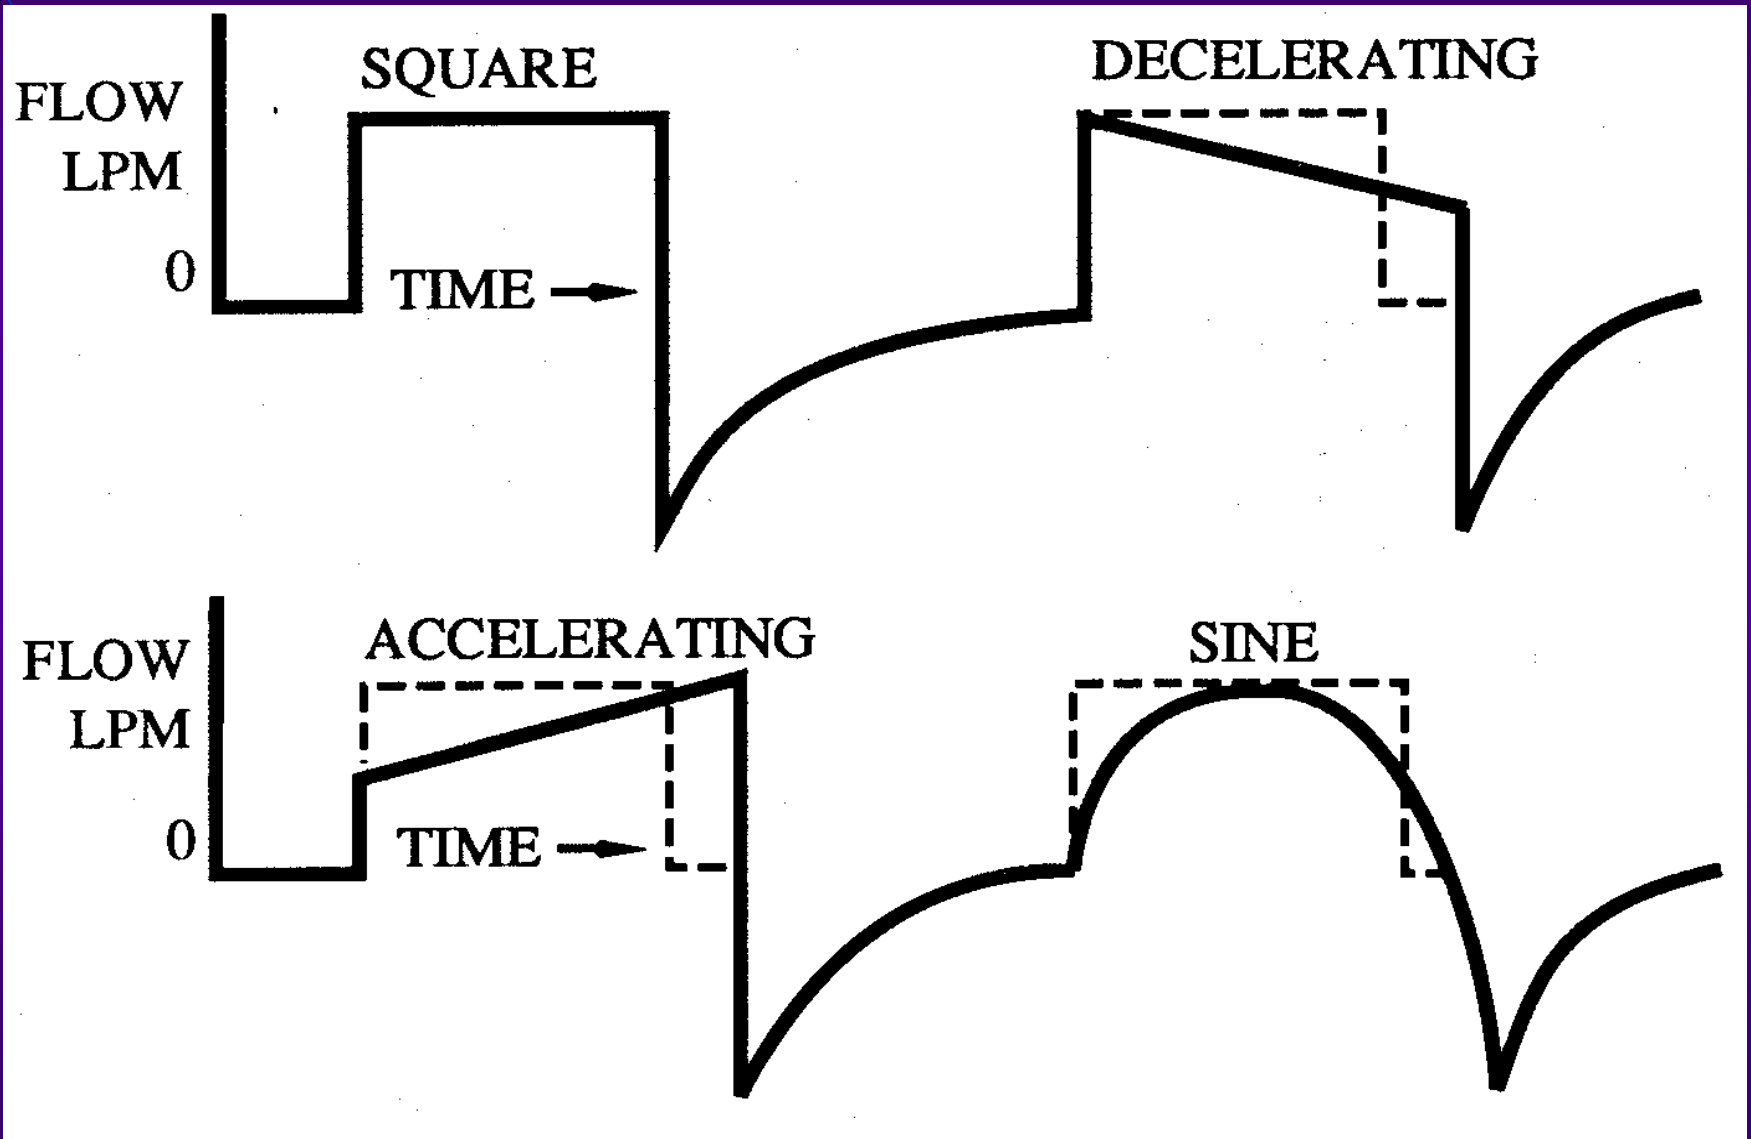 SQUARE
DECELERATING
FLOW
LPM
0
TIME
ACCELERATING
SINE
FLOW
LPM
0
TIME